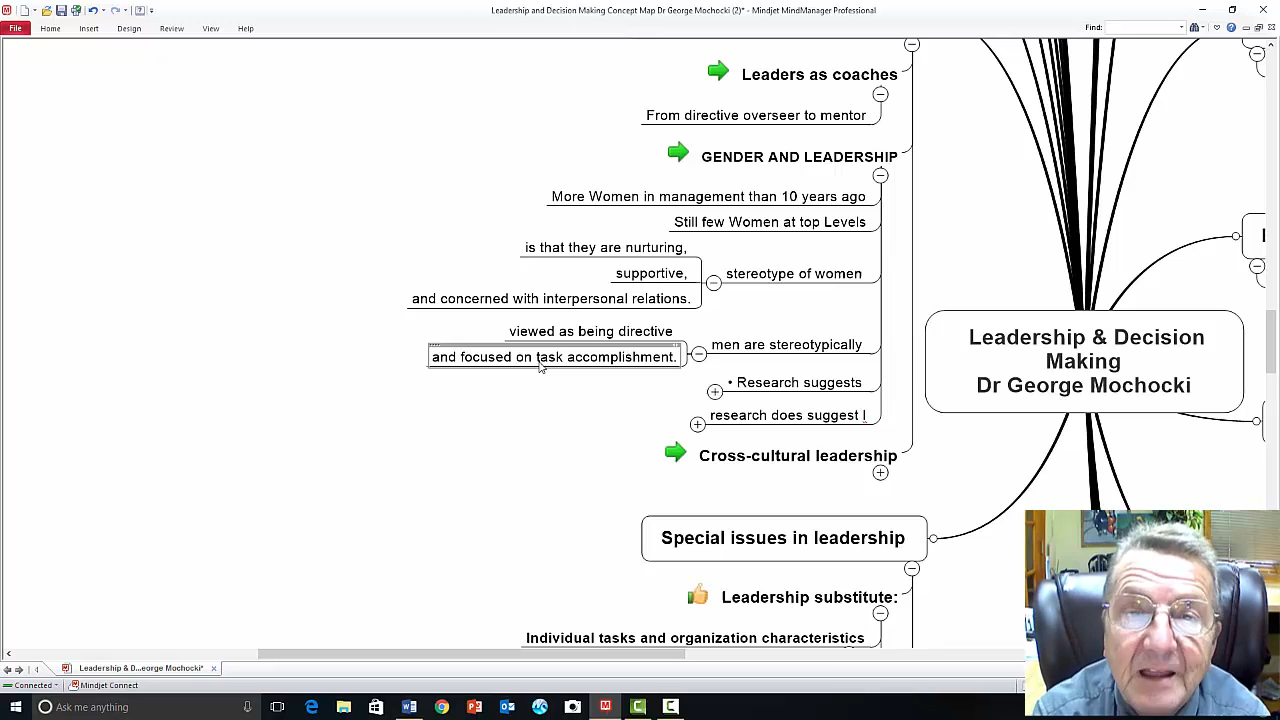 Leadership and Decision Making Concept Map Dr George Mochocki (2)* - Mindjet MindManager Professional
File Home Insert Design Review View Help
Find:
Leaders as coaches
From directive overseer to mentor
GENDER AND LEADERSHIP
More Women in management than 10 years ago
Still few Women at top Levels
is that they are nurturing,
supportive,
stereotype of women
and concerned with interpersonal relations.
viewed as being directive
men are stereotypically
and focused on task accomplishment.
• Research suggests
research does suggest I
Cross-cultural leadership
Leadership & Decision
Making
Dr George Mochocki
Special issues in leadership
Leadership substitute:
Individual tasks and organization characteristics
Leadership & D...eorge Mochocki*
Connected
Mindjet Connect
Ask me anything